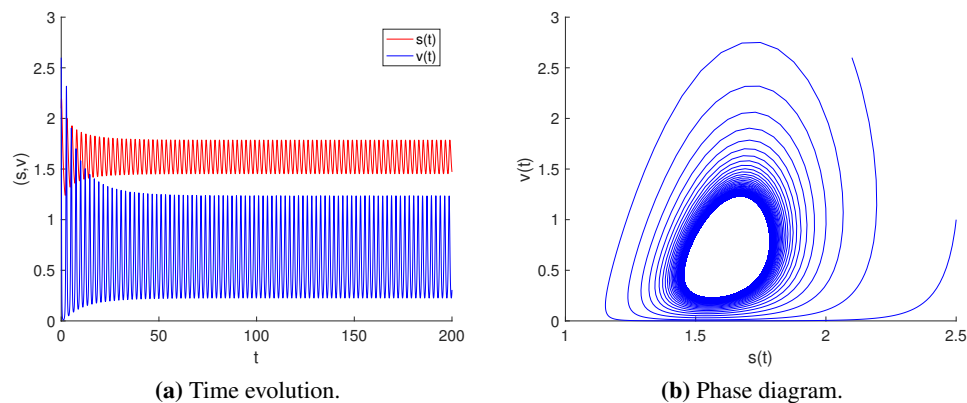 3
2.5
2
1.5
1
0.5
0
(s,v)
s(t)
v(t)
0 50 100 150 200
t
(a) Time evolution.
3
2.5
2
1.5
1
0.5
0
v(t)
1 1.5 2 2.5
s(t)
(b) Phase diagram.